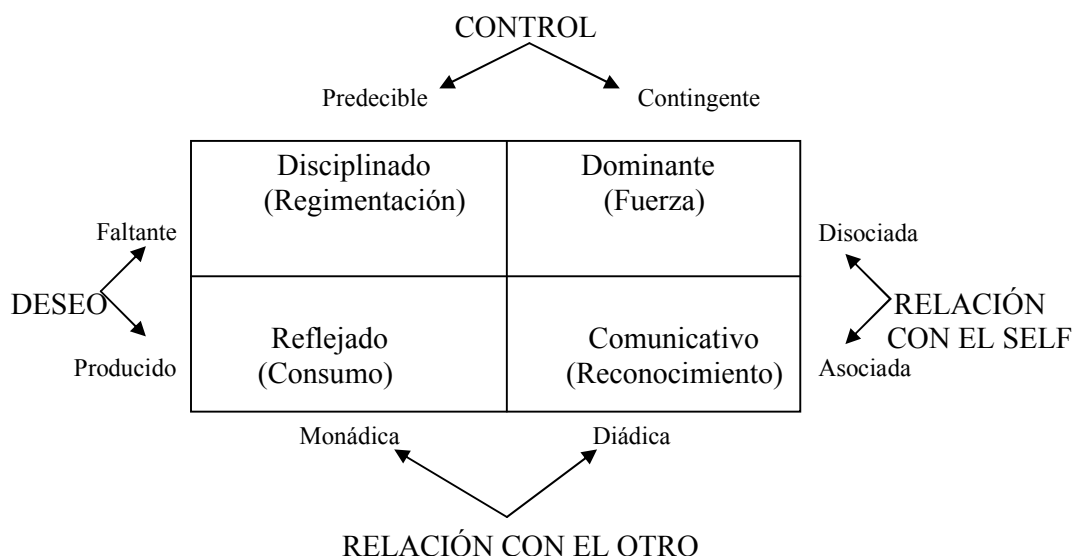 CONTROL
Predecible
Contingente
Disciplinado
(Regimentación)
Dominante
(Fuerza)
Faltante
Disociada
DESEO
RELACIÓN
CON EL SELF
Reflejado
(Consumo)
Comunicativo
(Reconocimiento)
Producido
Asociada
Monádica
Diádica
RELACIÓN CON EL OTRO